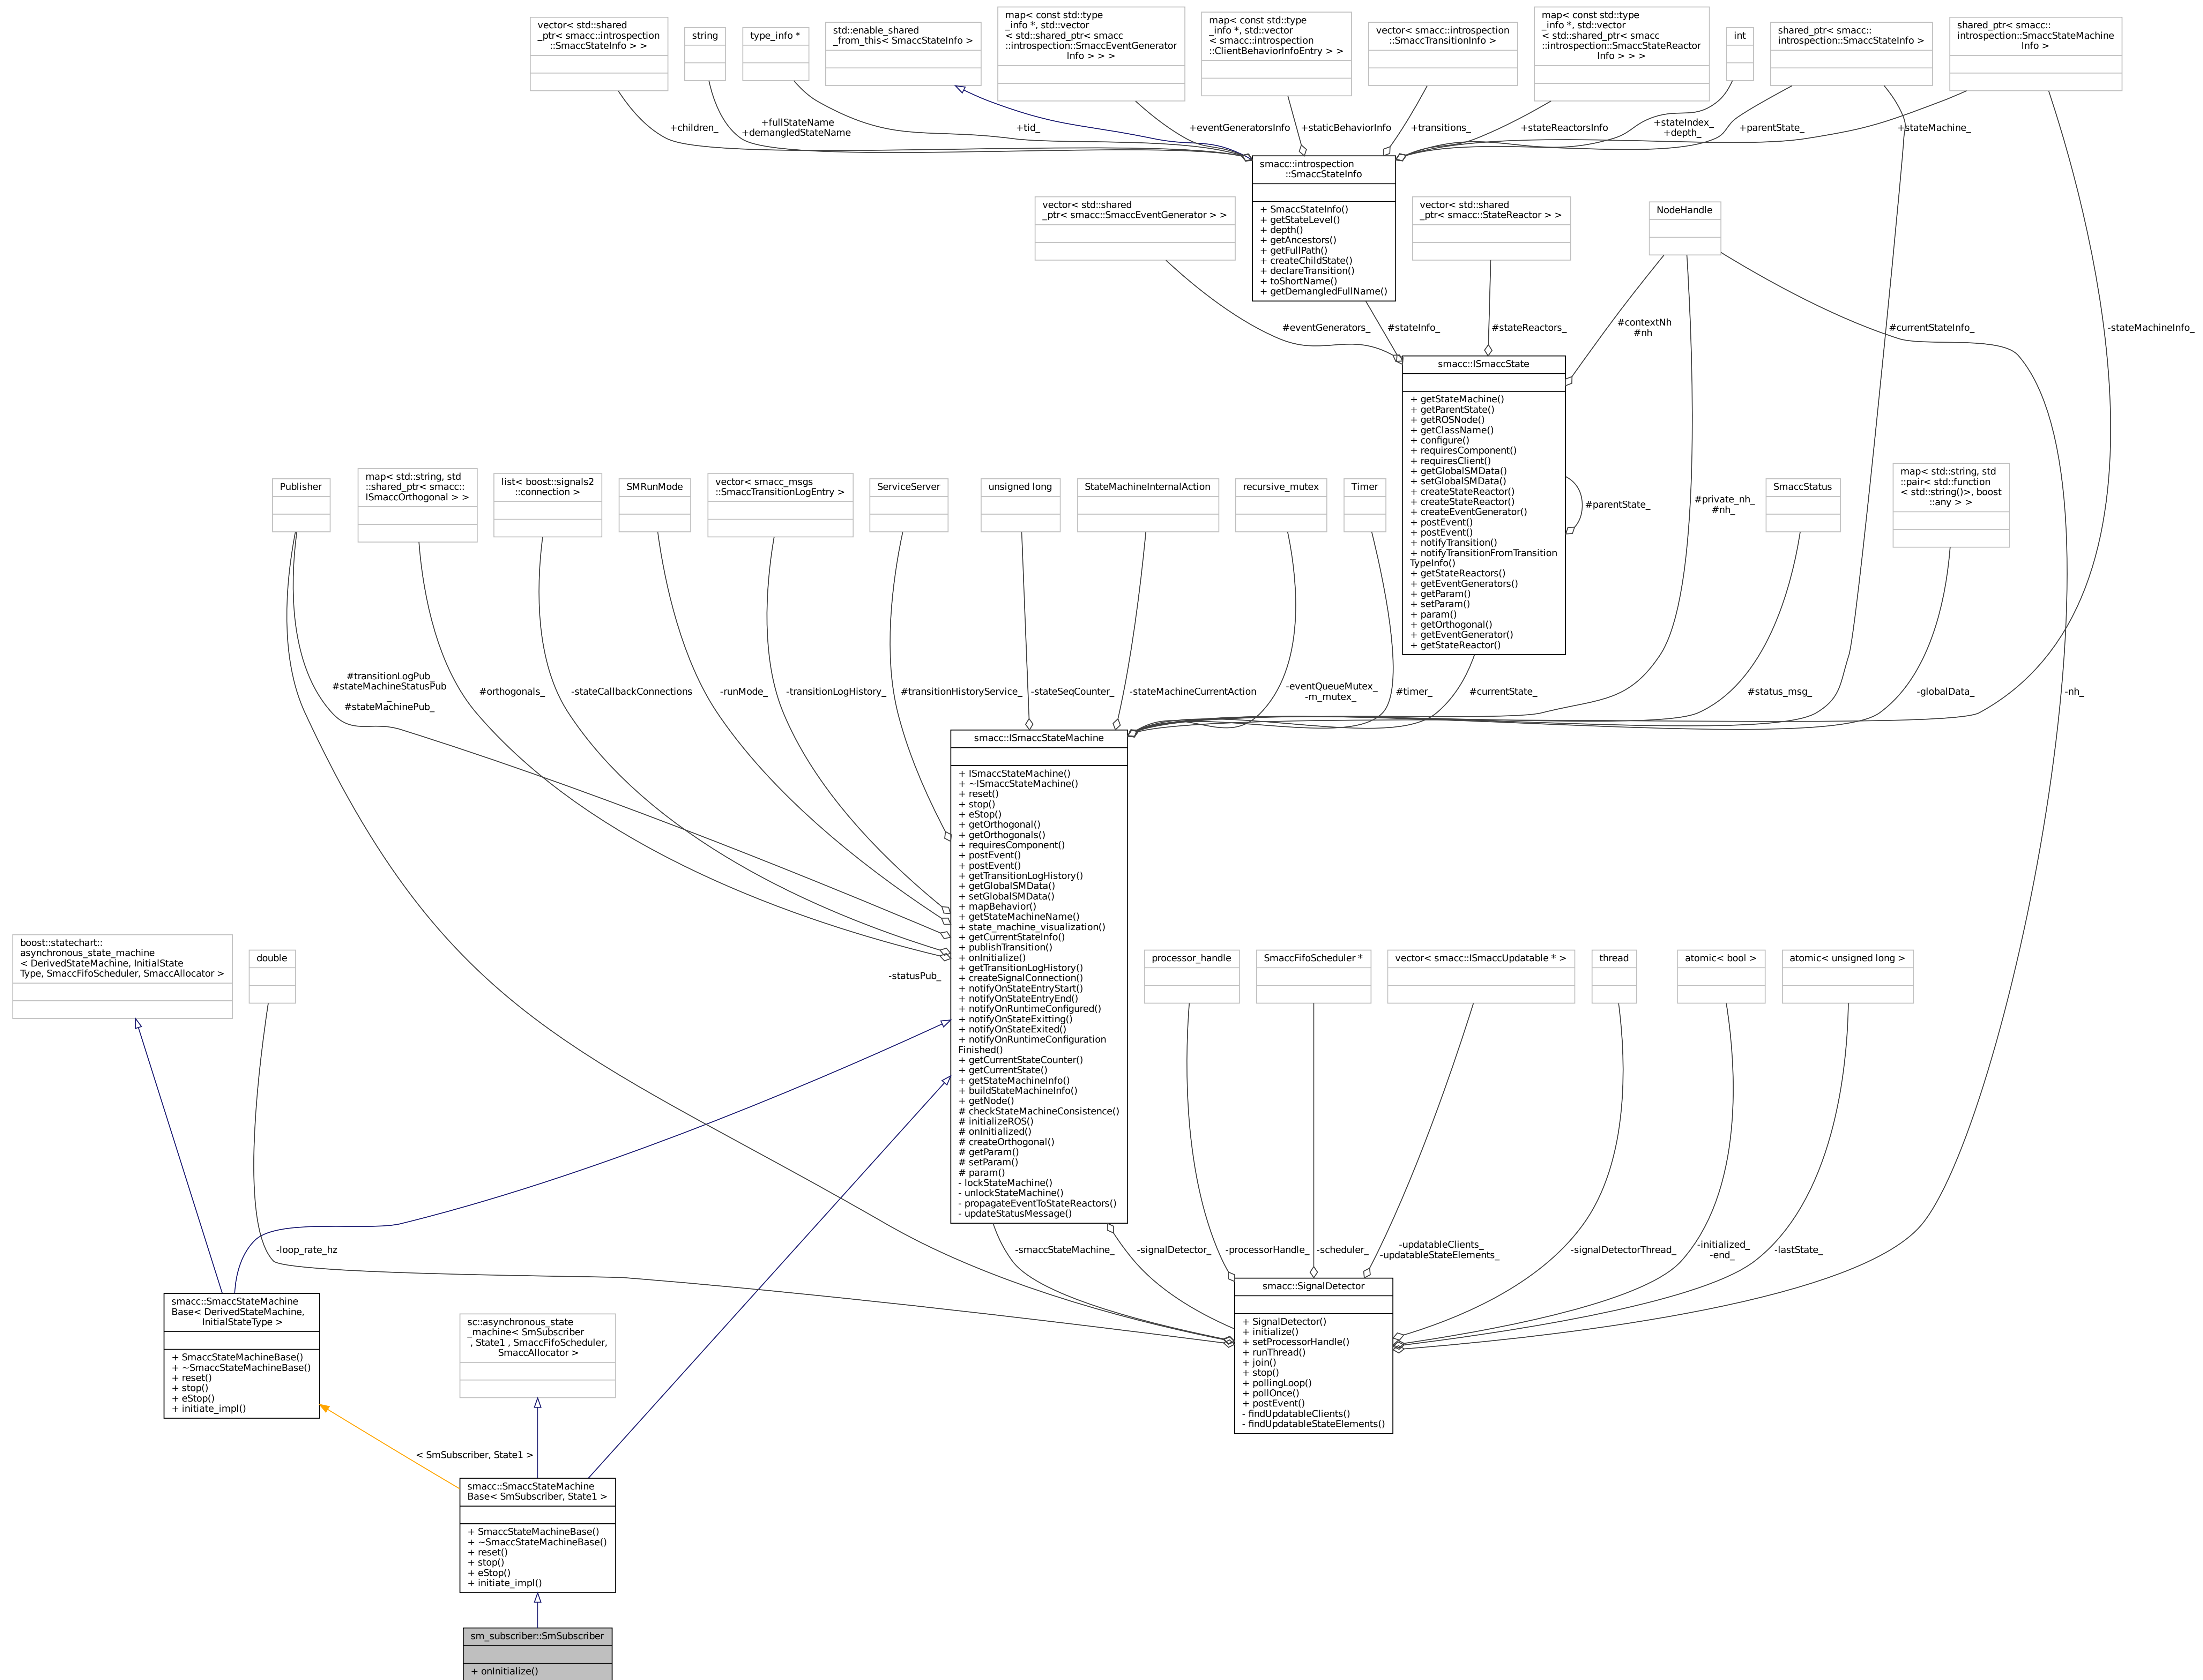 vector< std::shared
_ptr< smacc::introspection
::SmaccStateInfo > >
string
type_info *
std::enable_shared
_from_this< SmaccStateInfo >
map< const std::type
_info *, std::vector
< std::shared_ptr< smacc
::introspection::SmaccEventGenerator
Info > > >
map< const std::type
_info *, std::vector
< smacc::introspection
::ClientBehaviorInfoEntry > >
vector< smacc::introspection
::SmaccTransitionInfo >
map< const std::type
_info *, std::vector
< std::shared_ptr< smacc
::introspection::SmaccStateReactor
Info > > >
int
shared_ptr< smacc::
introspection::SmaccStateInfo >
shared_ptr< smacc::
introspection::SmaccStateMachine
Info >
+children_
+fullStateName
+demangledStateName
+tid_
+eventGeneratorsInfo
+staticBehaviorInfo
+transitions_
+stateReactorsInfo
+stateIndex_
+depth_
+parentState_
+stateMachine_
smacc::introspection
::SmaccStateInfo
+ SmaccStateInfo()
+ getStateLevel()
+ depth()
+ getAncestors()
+ getFullPath()
+ createChildState()
+ declareTransition()
+ toShortName()
+ getDemangledFullName()
vector< std::shared
_ptr< smacc::SmaccEventGenerator > >
vector< std::shared
_ptr< smacc::StateReactor > >
NodeHandle
#eventGenerators_
#stateInfo_
#stateReactors_
#contextNh
#nh
#currentStateInfo_
-stateMachineInfo_
smacc::ISmaccState
+ getStateMachine()
+ getParentState()
+ getROSNode()
+ getClassName()
+ configure()
+ requiresComponent()
+ requiresClient()
+ getGlobalSMData()
+ setGlobalSMData()
+ createStateReactor()
+ createStateReactor()
+ createEventGenerator()
+ postEvent()
+ postEvent()
+ notifyTransition()
+ notifyTransitionFromTransition
TypeInfo()
+ getStateReactors()
+ getEventGenerators()
+ getParam()
+ setParam()
+ param()
+ getOrthogonal()
+ getEventGenerator()
+ getStateReactor()
#parentState_
#private_nh_
#nh_
Publisher
map< std::string, std
::shared_ptr< smacc::
ISmaccOrthogonal > >
list< boost::signals2
::connection >
SMRunMode
vector< smacc_msgs
::SmaccTransitionLogEntry >
ServiceServer
unsigned long
StateMachineInternalAction
recursive_mutex
Timer
SmaccStatus
map< std::string, std
::pair< std::function
< std::string()>, boost
::any > >
#transitionLogPub_
#stateMachineStatusPub
_
#stateMachinePub_
#orthogonals_
-stateCallbackConnections
-runMode_
-transitionLogHistory_
#transitionHistoryService_
-stateSeqCounter_
-stateMachineCurrentAction
-eventQueueMutex_
-m_mutex_
#timer_
#currentState_
#status_msg_
-globalData_
-nh_
smacc::ISmaccStateMachine
+ ISmaccStateMachine()
+ ~ISmaccStateMachine()
+ reset()
+ stop()
+ eStop()
+ getOrthogonal()
+ getOrthogonals()
+ requiresComponent()
+ postEvent()
+ postEvent()
+ getTransitionLogHistory()
+ getGlobalSMData()
+ setGlobalSMData()
+ mapBehavior()
+ getStateMachineName()
+ state_machine_visualization()
+ getCurrentStateInfo()
+ publishTransition()
+ onInitialize()
+ getTransitionLogHistory()
+ createSignalConnection()
+ notifyOnStateEntryStart()
+ notifyOnStateEntryEnd()
+ notifyOnRuntimeConfigured()
+ notifyOnStateExitting()
+ notifyOnStateExited()
+ notifyOnRuntimeConfiguration
Finished()
+ getCurrentStateCounter()
+ getCurrentState()
+ getStateMachineInfo()
+ buildStateMachineInfo()
+ getNode()
# checkStateMachineConsistence()
# initializeROS()
# onInitialized()
# createOrthogonal()
# getParam()
# setParam()
# param()
- lockStateMachine()
- unlockStateMachine()
- propagateEventToStateReactors()
- updateStatusMessage()
boost::statechart::
asynchronous_state_machine
< DerivedStateMachine, InitialState
Type, SmaccFifoScheduler, SmaccAllocator >
double
-statusPub_
processor_handle
SmaccFifoScheduler *
vector< smacc::ISmaccUpdatable * >
thread
atomic< bool >
atomic< unsigned long >
-loop_rate_hz
-smaccStateMachine_
-signalDetector_
-processorHandle_
-scheduler_
-updatableClients_
-updatableStateElements_
-signalDetectorThread_
-initialized_
-end_
-lastState_
smacc::SignalDetector
+ SignalDetector()
+ initialize()
+ setProcessorHandle()
+ runThread()
+ join()
+ stop()
+ pollingLoop()
+ pollOnce()
+ postEvent()
- findUpdatableClients()
- findUpdatableStateElements()
smacc::SmaccStateMachine
Base< DerivedStateMachine,
InitialStateType >
+ SmaccStateMachineBase()
+ ~SmaccStateMachineBase()
+ reset()
+ stop()
+ eStop()
+ initiate_impl()
sc::asynchronous_state
_machine< SmSubscriber
, State1 , SmaccFifoScheduler,
SmaccAllocator >
< SmSubscriber, State1 >
smacc::SmaccStateMachine
Base< SmSubscriber, State1 >
+ SmaccStateMachineBase()
+ ~SmaccStateMachineBase()
+ reset()
+ stop()
+ eStop()
+ initiate_impl()
sm_subscriber::SmSubscriber
+ onInitialize()